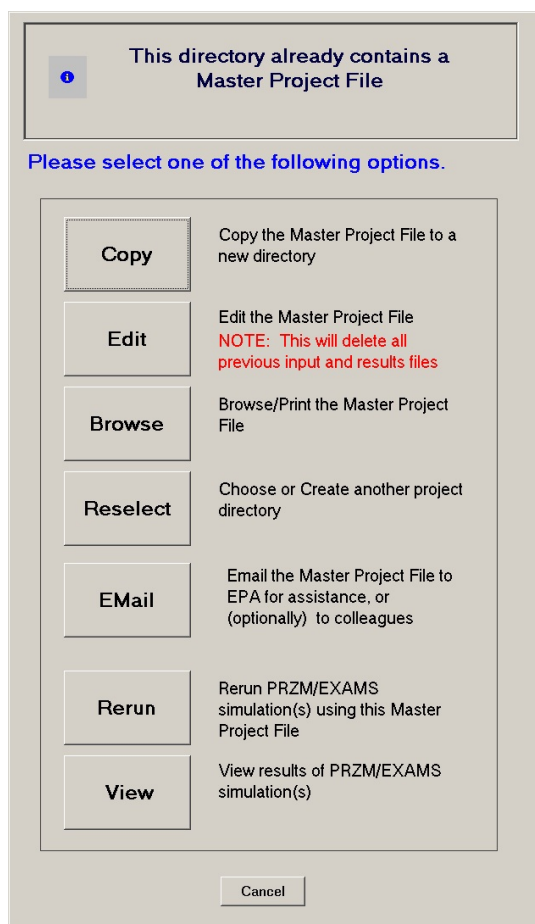 This directory already contains a
Master Project File
Please select one of the following options.
Copy
Copy the Master Project File to a
new directory
Edit
Edit the Master Project File
NOTE: This will delete all
previous input and results files
Browse
Browse/Print the Master Project
File
Reselect
Choose or Create another project
directory
EMail
Email the Master Project File to
EPA for assistance, or
(optionally) to colleagues
Rerun
Rerun PRZM/EXAMS
simulation(s) using this Master
Project File
View
View results of PRZM/EXAMS
simulation(s)
Cancel